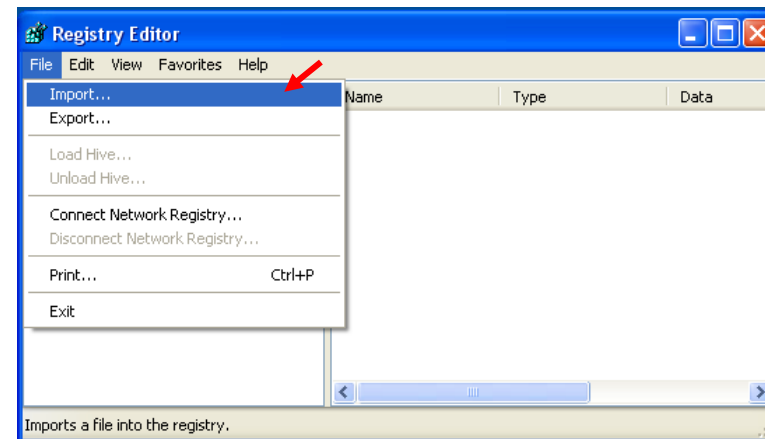 Registry Editor
File Edit View Favorites Help
Import...
Name Type Data
Export...
Load Hive...
Unload Hive...
Connect Network Registry...
Disconnect Network Registry...
Print... Ctrl+P
Exit
Imports a file into the registry.